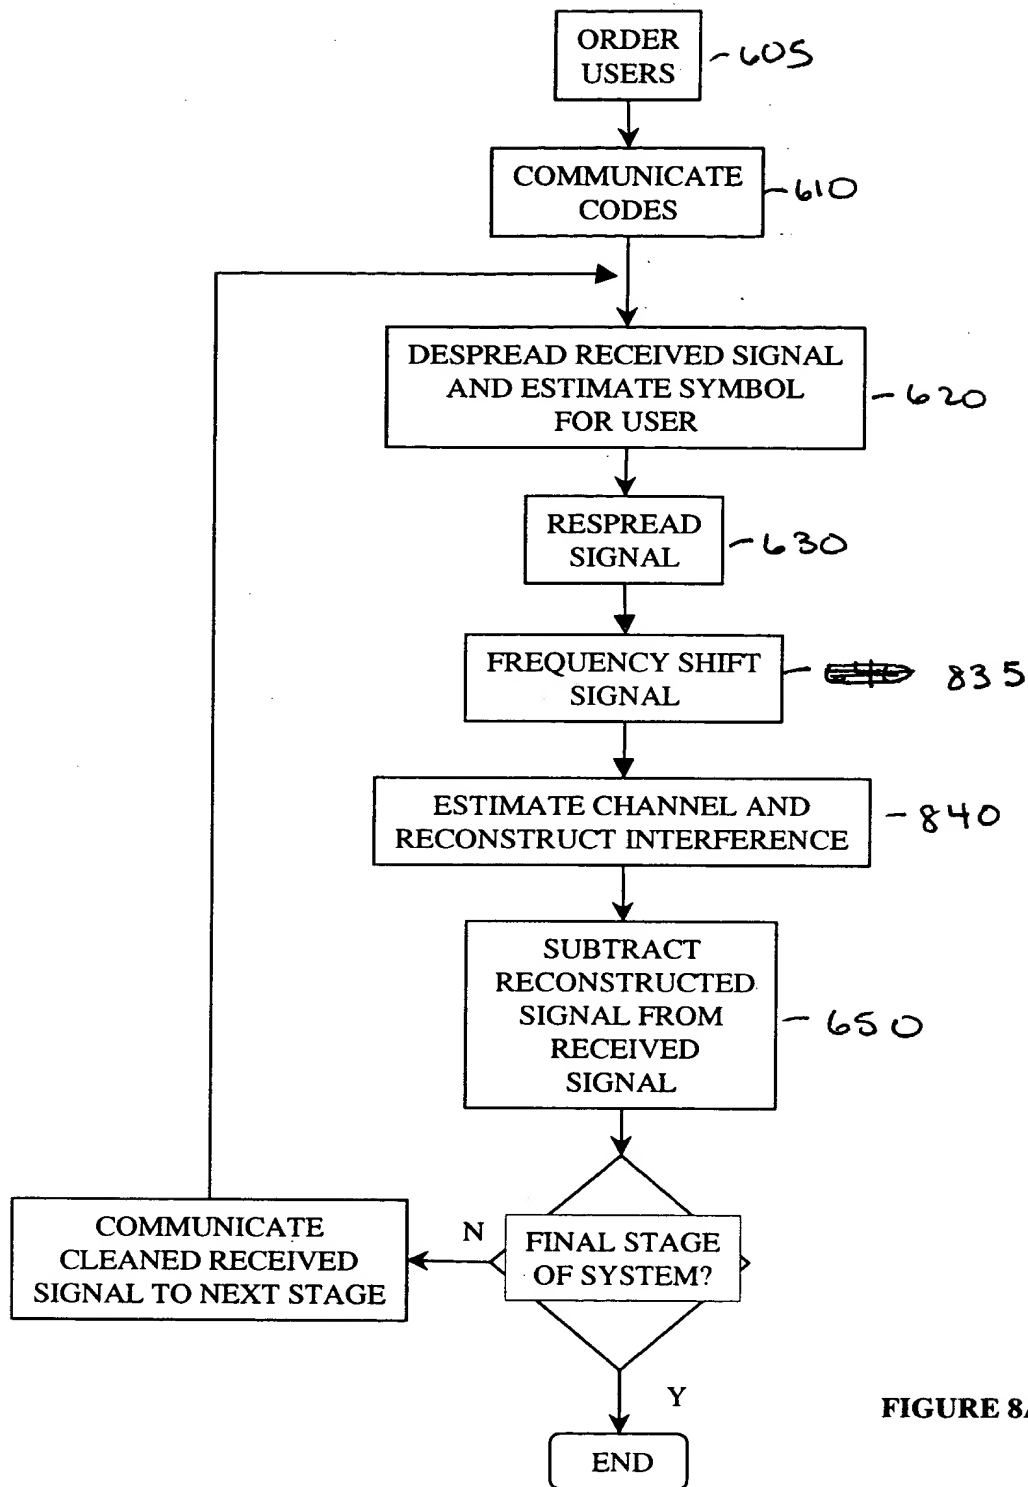 ORDER
USERS
605
COMMUNICATE
CODES
610
DESPREAD RECEIVED SIGNAL
AND ESTIMATE SYMBOL
FOR USER
620
RESPREAD
SIGNAL
630
FREQUENCY SHIFT
SIGNAL
835
ESTIMATE CHANNEL AND
RECONSTRUCT INTERFERENCE
840
SUBTRACT
RECONSTRUCTED
SIGNAL FROM
RECEIVED
SIGNAL
650
COMMUNICATE
CLEANED RECEIVED
SIGNAL TO NEXT STAGE
N
FINAL STAGE
OF SYSTEM?
Y
END
FIGURE 8A